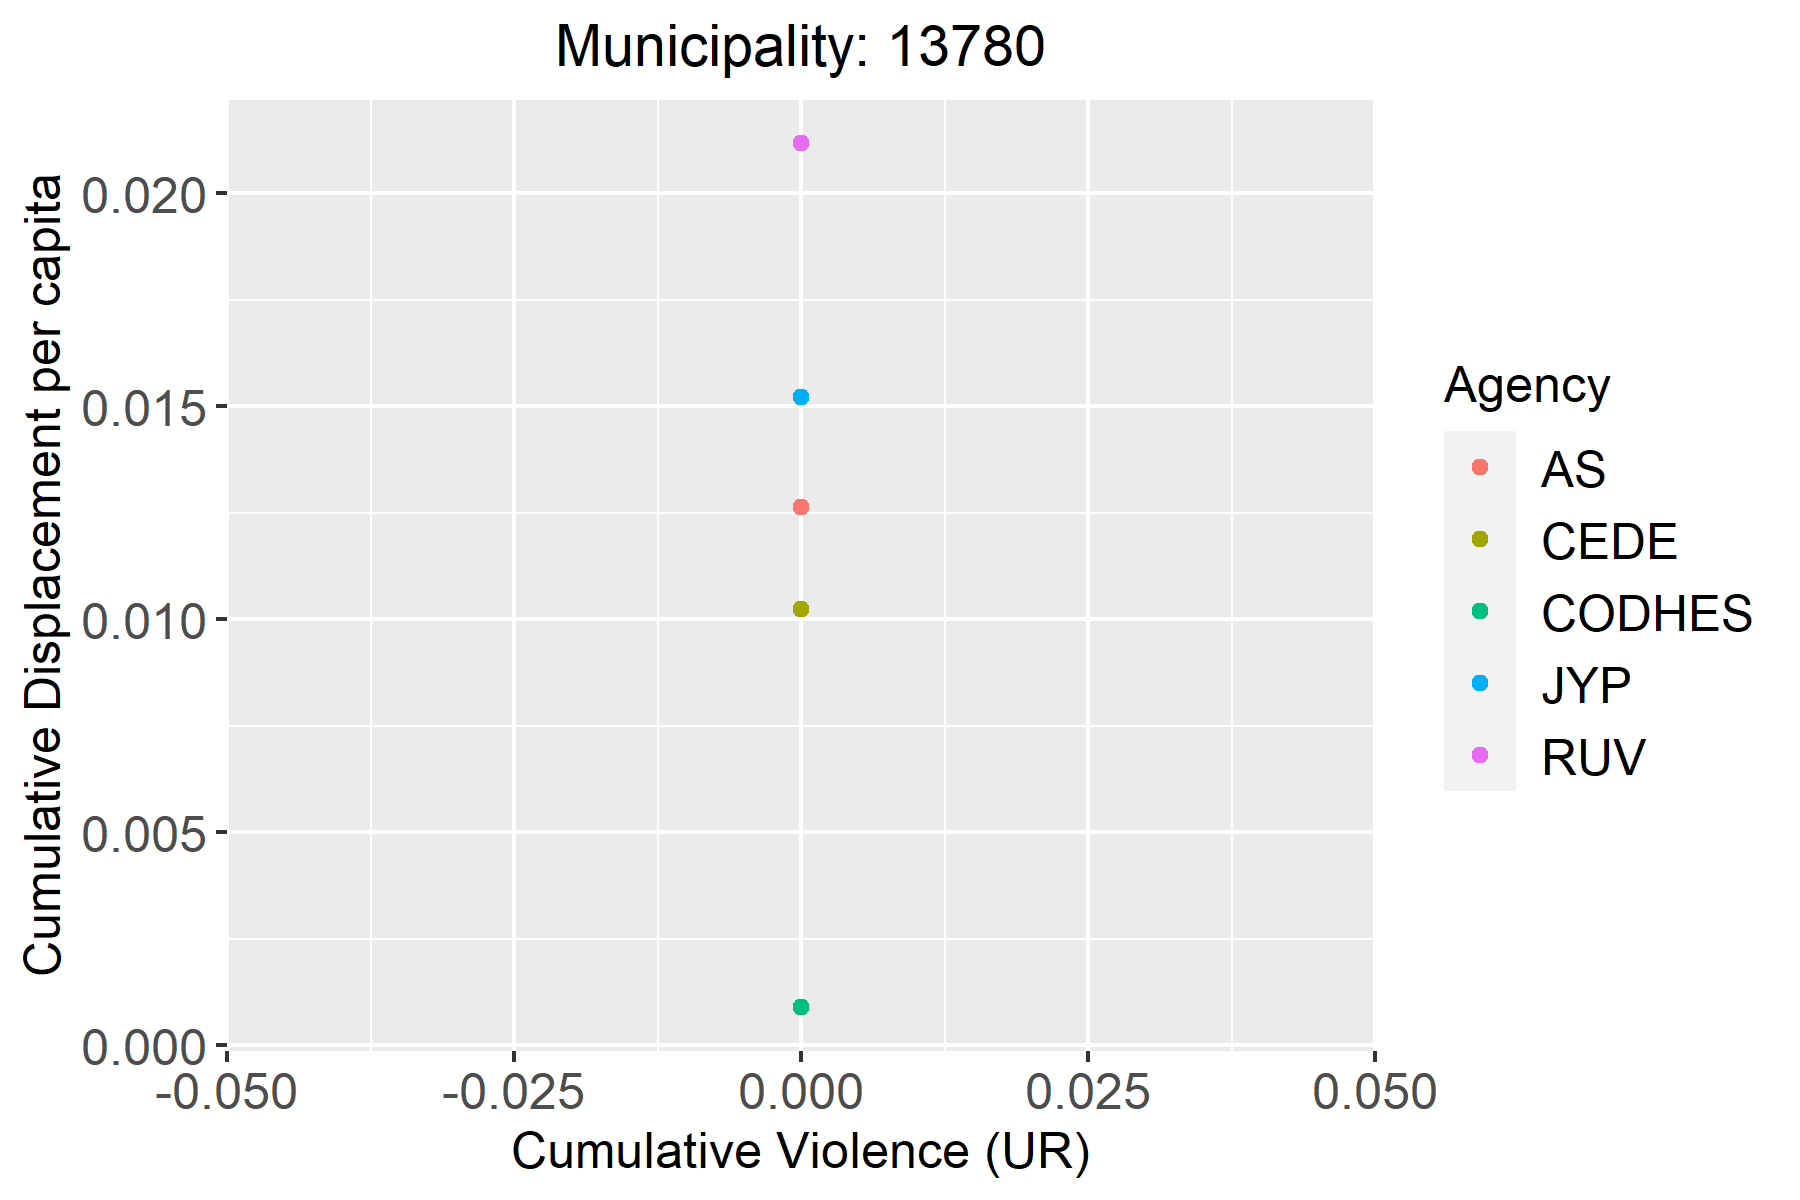 Municipality: 13780
Cumulative Displacement per capita
0.020
0.015
0.010
0.005
0.000
-0.050
-0.025
0.000
0.025
0.050
Cumulative Violence (UR)
Agency
AS
CEDE
CODHES
JYP
RUV